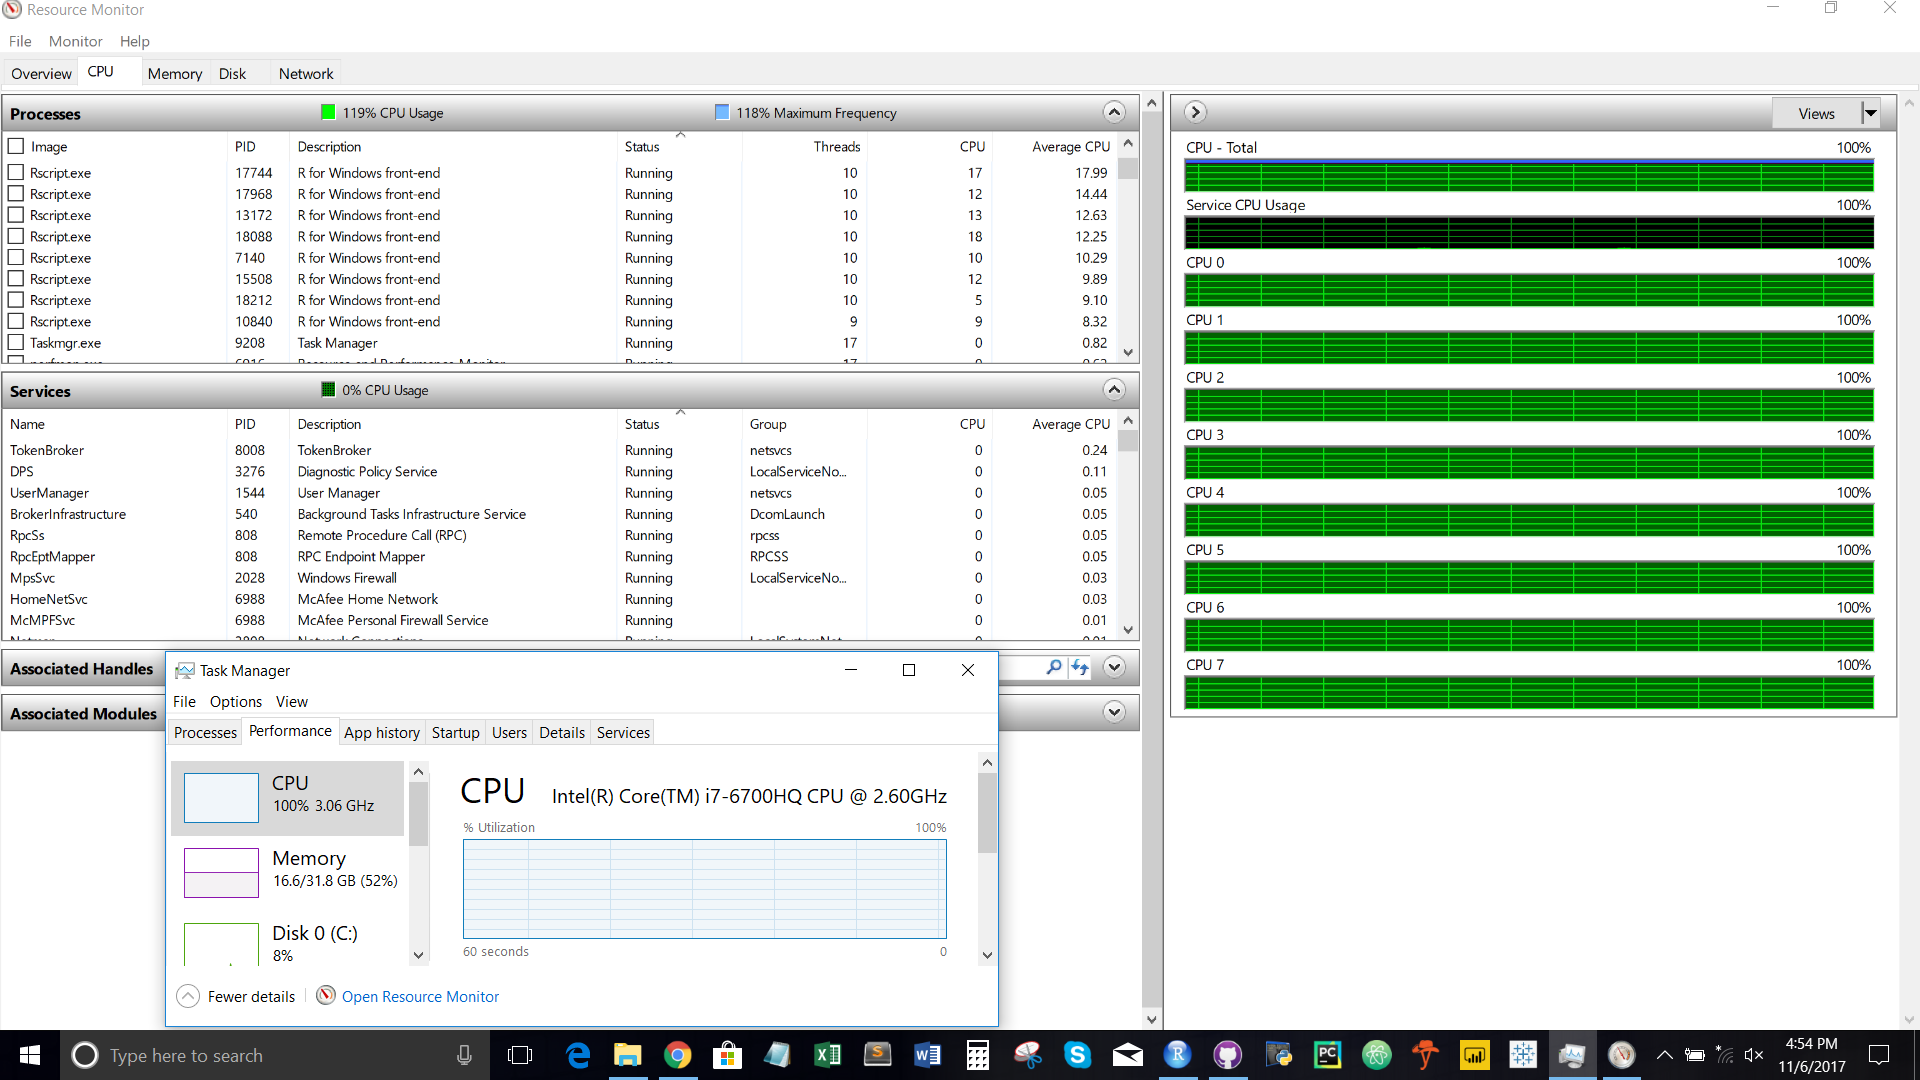 Resource Monitor
File Monitor Help
Overview CPU Memory Disk Network
Processes 119% CPU Usage 118% Maximum Frequency
Image PID Description Status Threads CPU Average CPU
Rscript.exe 17744 R for Windows front-end Running 10 17 17.99
Rscript.exe 17968 R for Windows front-end Running 10 12 14.44
Rscript.exe 13172 R for Windows front-end Running 10 13 12.63
Rscript.exe 18088 R for Windows front-end Running 10 18 12.25
Rscript.exe 7140 R for Windows front-end Running 10 10 10.29
Rscript.exe 15508 R for Windows front-end Running 10 12 9.89
Rscript.exe 18212 R for Windows front-end Running 10 5 9.10
Rscript.exe 10840 R for Windows front-end Running 9 9 8.32
Taskmgr.exe 9208 Task Manager Running 17 0 0.82
Services 0% CPU Usage
Name PID Description Status Group CPU Average CPU
TokenBroker 8008 TokenBroker Running netsvcs 0 0.24
DPS 3276 Diagnostic Policy Service Running LocalServiceNo... 0 0.11
UserManager 1544 User Manager Running netsvcs 0 0.05
BrokerInfrastructure 540 Background Tasks Infrastructure Service Running DcomLaunch 0 0.05
RpcSs 808 Remote Procedure Call (RPC) Running rpcss 0 0.05
RpcEptMapper 808 RPC Endpoint Mapper Running RPCSS 0 0.05
MpsSvc 2028 Windows Firewall Running LocalServiceNo... 0 0.03
HomeNetSvc 6988 McAfee Home Network Running 0 0.03
McMPFSvc 6988 McAfee Personal Firewall Service Running 0 0.01
Associated Handles
Associated Modules
Views
CPU - Total 100%
Service CPU Usage 100%
CPU 0 100%
CPU 1 100%
CPU 2 100%
CPU 3 100%
CPU 4 100%
CPU 5 100%
CPU 6 100%
CPU 7 100%
Task Manager
File Options View
Processes Performance App history Startup Users Details Services
CPU
100% 3.06 GHz
Memory
16.6/31.8 GB (52%)
Disk 0 (C:)
8%
CPU Intel(R) Core(TM) i7-6700HQ CPU @ 2.60GHz
% Utilization 100%
60 seconds 0
Fewer details Open Resource Monitor
Type here to search
4:54 PM
11/6/2017